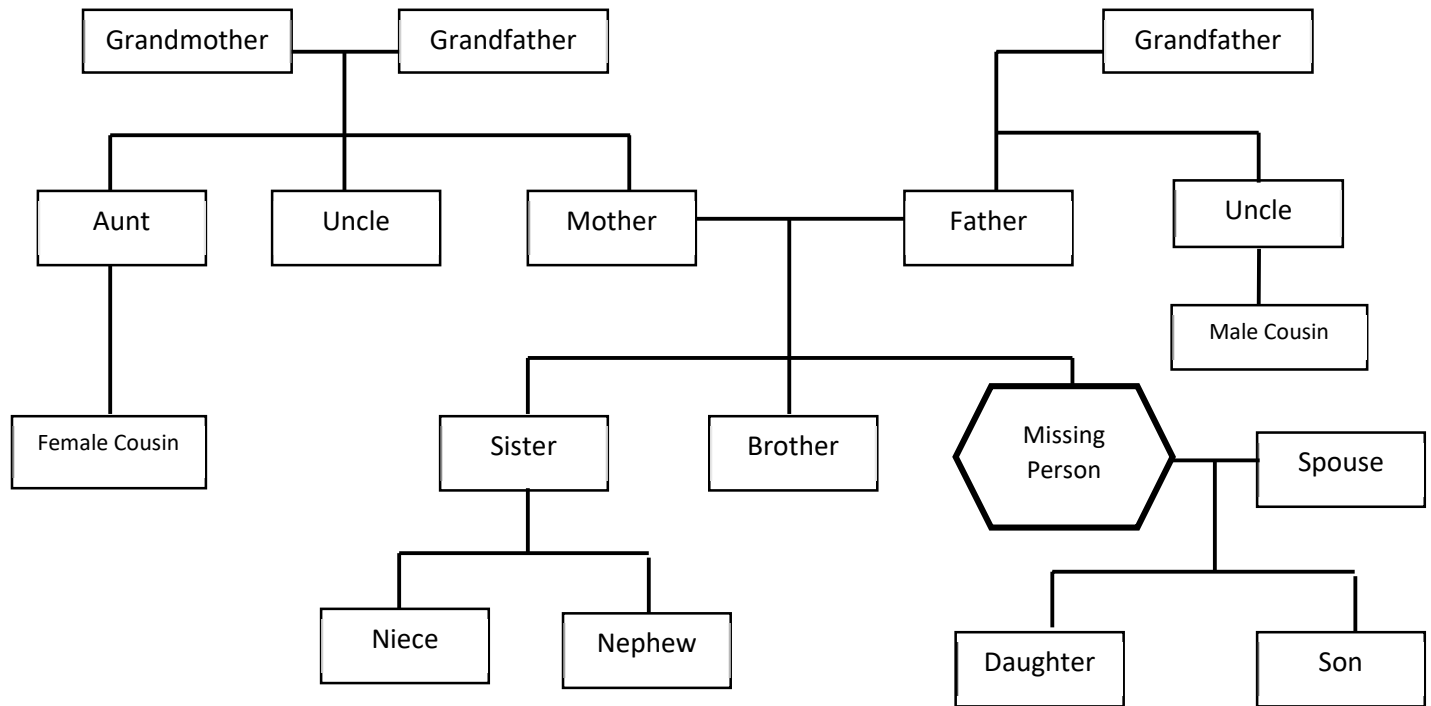 Grandmother
Grandfather
Grandfather
Aunt
Uncle
Mother
Father
Uncle
Male Cousin
Female Cousin
Sister
Brother
Missing
Person
Spouse
Niece
Nephew
Daughter
Son